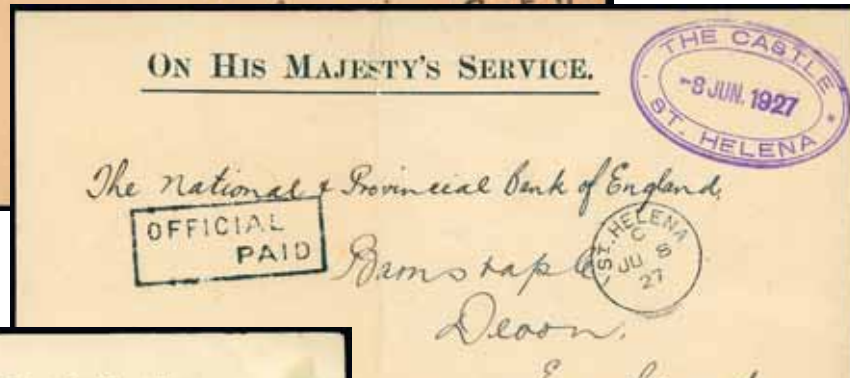 ON HIS MAJESTY'S SERVICE.
THE CASTLE
-8 JUN. 1927
ST. HELENA
The National & Provincial Bank of England,
OFFICIAL
PAID
Barnstaple
ST. HELENA
C
JU 8
27
Devon.